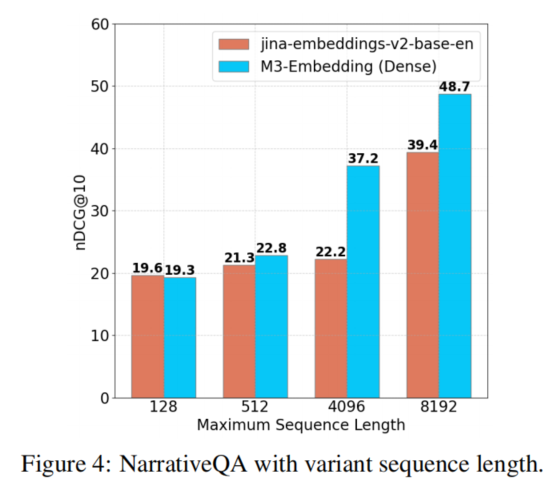 60
50
40
30
20
10
0
nDCG@10
jina-embeddings-v2-base-en
M3-Embedding (Dense)
19.6 19.3
21.3 22.8
22.2 37.2
39.4 48.7
128 512 4096 8192
Maximum Sequence Length
Figure 4: NarrativeQA with variant sequence length.